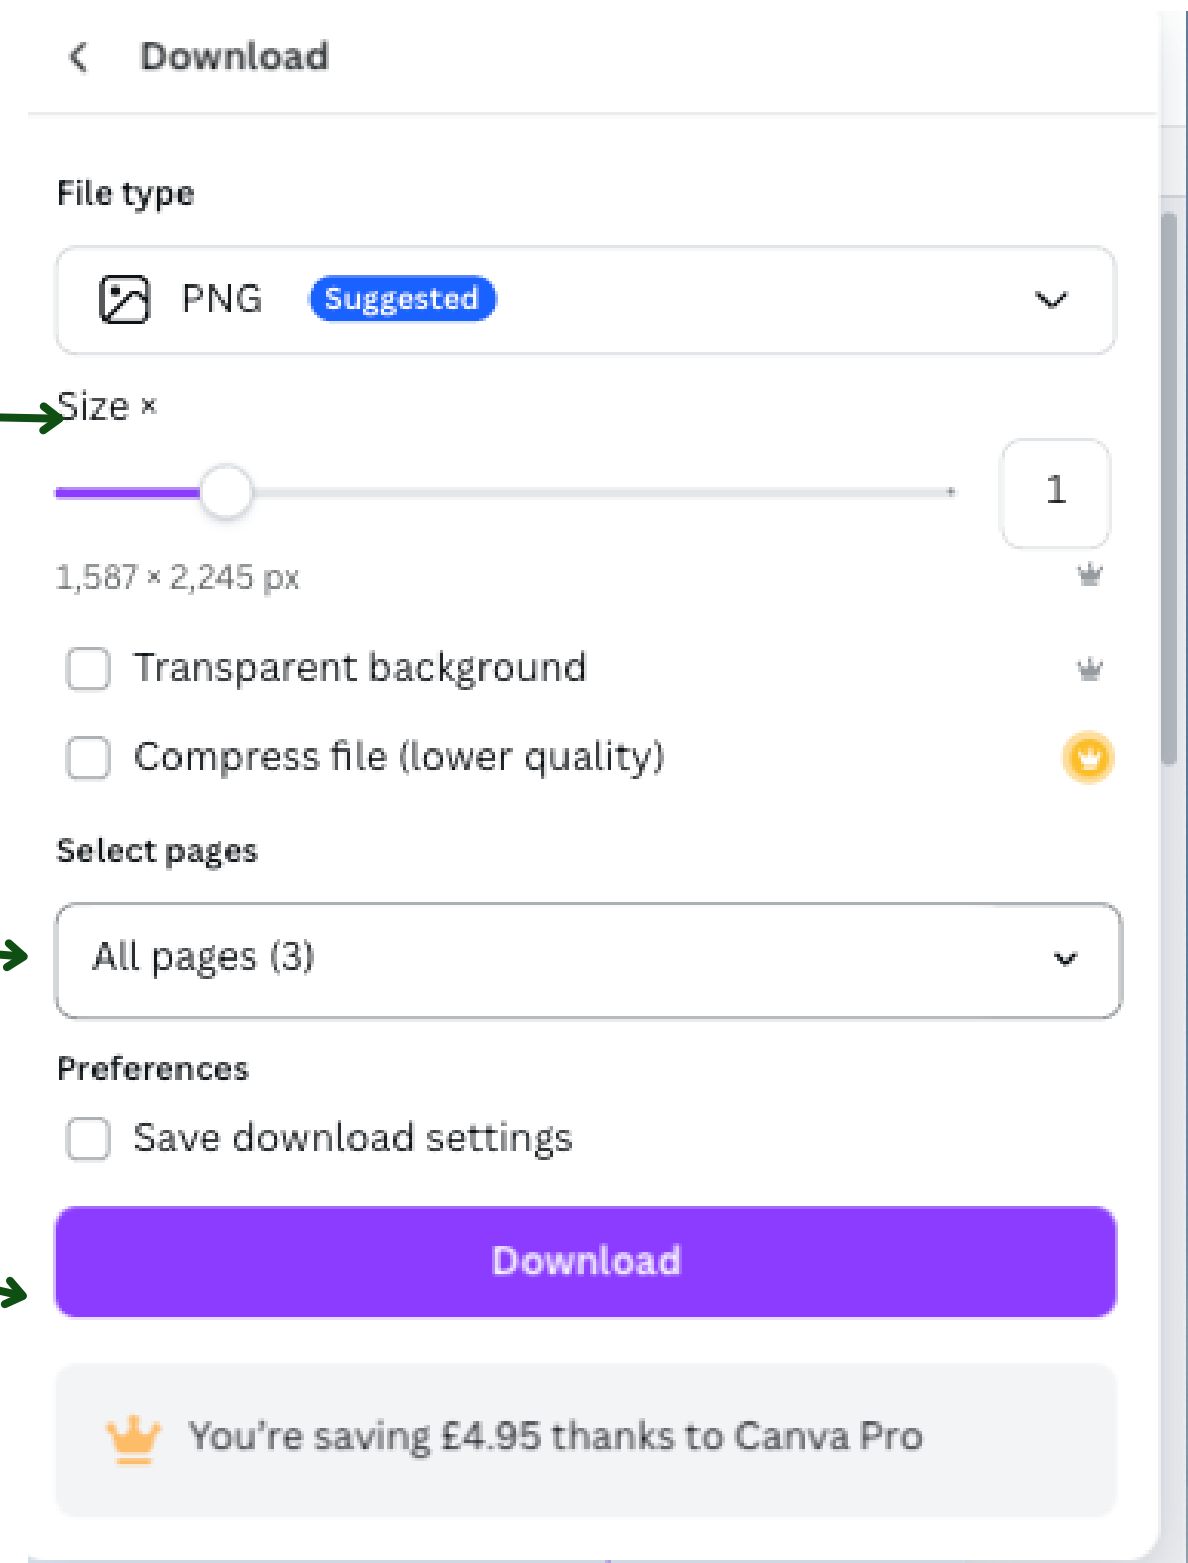 Download
File type
PNG Suggested
Size ×
1
1,587 × 2,245 px
Transparent background
Compress file (lower quality)
Select pages
All pages (3)
Preferences
Save download settings
Download
You're saving £4.95 thanks to Canva Pro